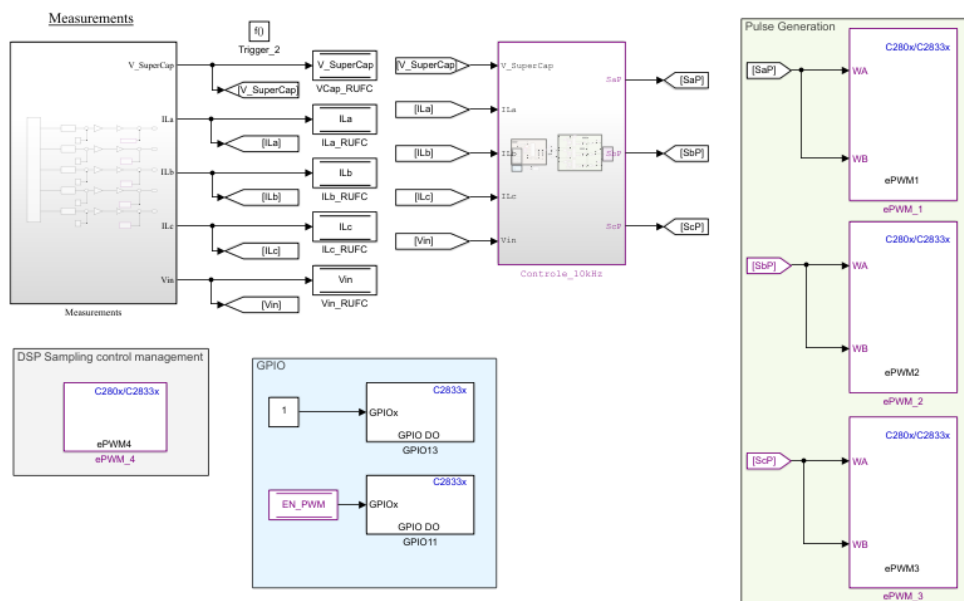 Measurements
f()
Trigger_2
V_SuperCap
V_SuperCap
VCap_RUFC
[V_SuperCap]
ILa
ILa
ILa_RUFC
[ILa]
ILb
ILb
ILb_RUFC
[ILb]
ILc
ILc
ILc_RUFC
[ILc]
Vin
Vin
Vin_RUFC
[Vin]
Measurements
[V_SuperCap]
V_SuperCap
SaP
[SaP]
[ILa]
ILa
[ILb]
ILb
SbP
[SbP]
[ILc]
ILc
ScP
[ScP]
[Vin]
Vin
Controle_10kHz
Pulse Generation
C280x/C2833x
[SaP]
WA
WB
ePWM1
ePWM_1
C280x/C2833x
[SbP]
WA
WB
ePWM2
ePWM_2
C280x/C2833x
[ScP]
WA
WB
ePWM3
ePWM_3
DSP Sampling control management
C280x/C2833x
ePWM4
ePWM_4
GPIO
C2833x
1
GPIOx
GPIO DO
GPIO13
C2833x
EN_PWM
GPIOx
GPIO DO
GPIO11